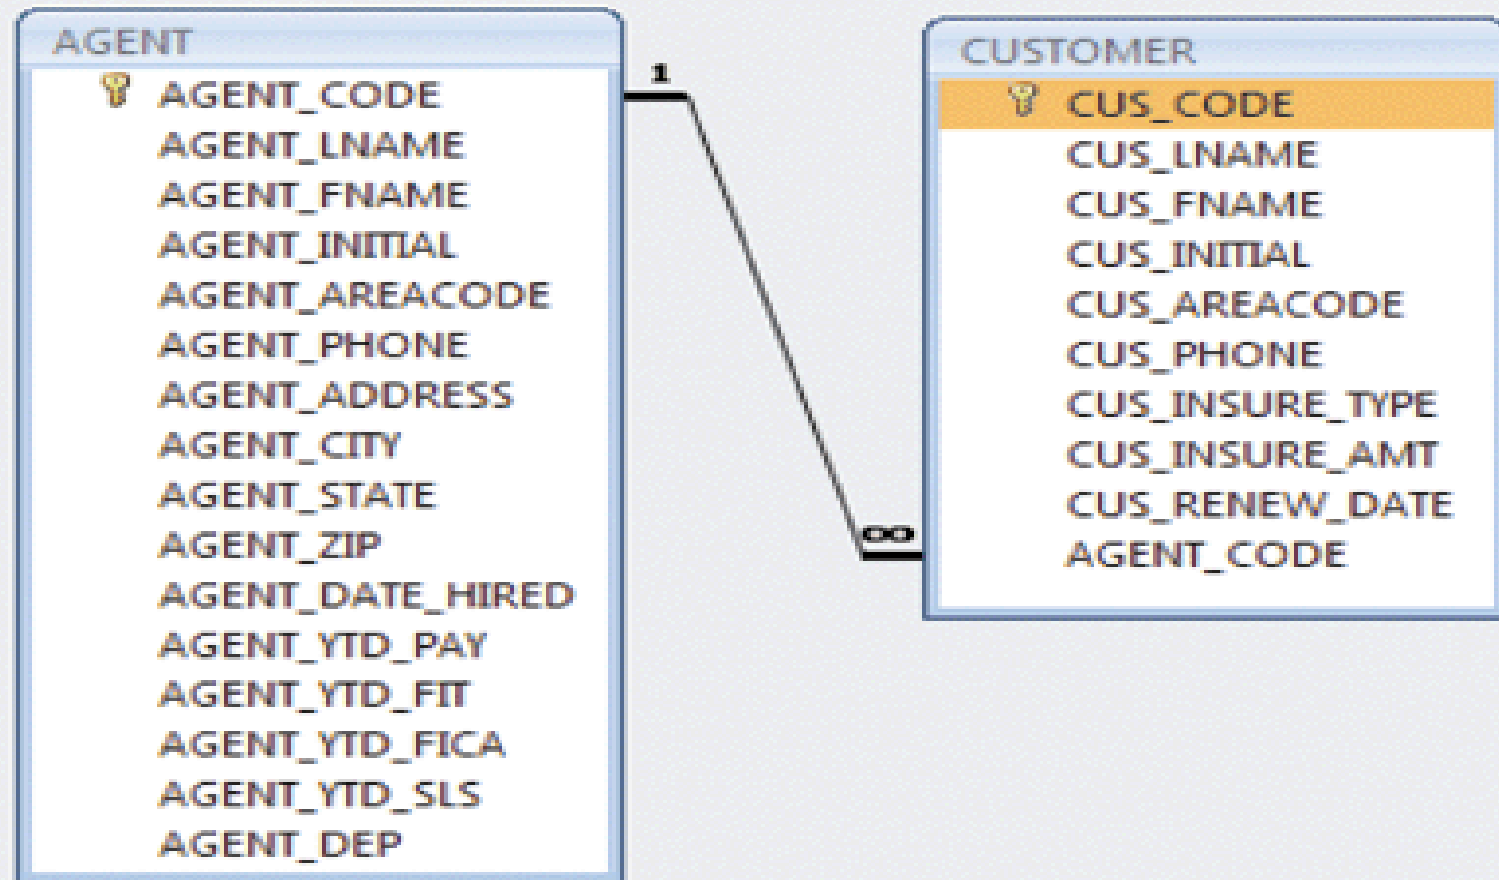 AGENT
AGENT_CODE
AGENT_LNAME
AGENT_FNAME
AGENT_INITIAL
AGENT_AREACODE
AGENT_PHONE
AGENT_ADDRESS
AGENT_CITY
AGENT_STATE
AGENT_ZIP
AGENT_DATE_HIRED
AGENT_YTD_PAY
AGENT_YTD_FIT
AGENT_YTD_FICA
AGENT_YTD_SLS
AGENT_DEP
1
∞
CUSTOMER
CUS_CODE
CUS_LNAME
CUS_FNAME
CUS_INITIAL
CUS_AREACODE
CUS_PHONE
CUS_INSURE_TYPE
CUS_INSURE_AMT
CUS_RENEW_DATE
AGENT_CODE